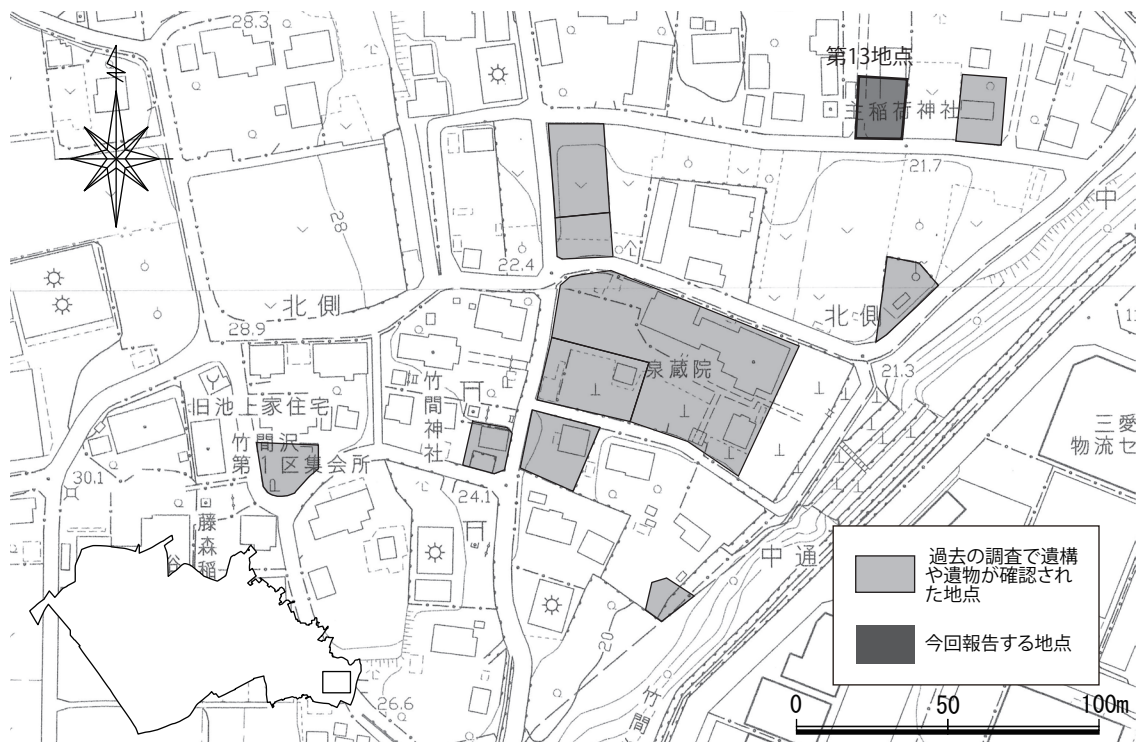 28.3
第13地点
主稲荷神社
21.7
中
28
22.4
北側
28.9
北側
泉蔵院
21.3
旧池上家住宅
竹間神社
竹間沢
第1区集会所
三愛
物流セ
30.1
24.1
藤森稲
谷
中通
20
竹間
26.6
過去の調査で遺構
や遺物が確認され
た地点
今回報告する地点
0 50 100m